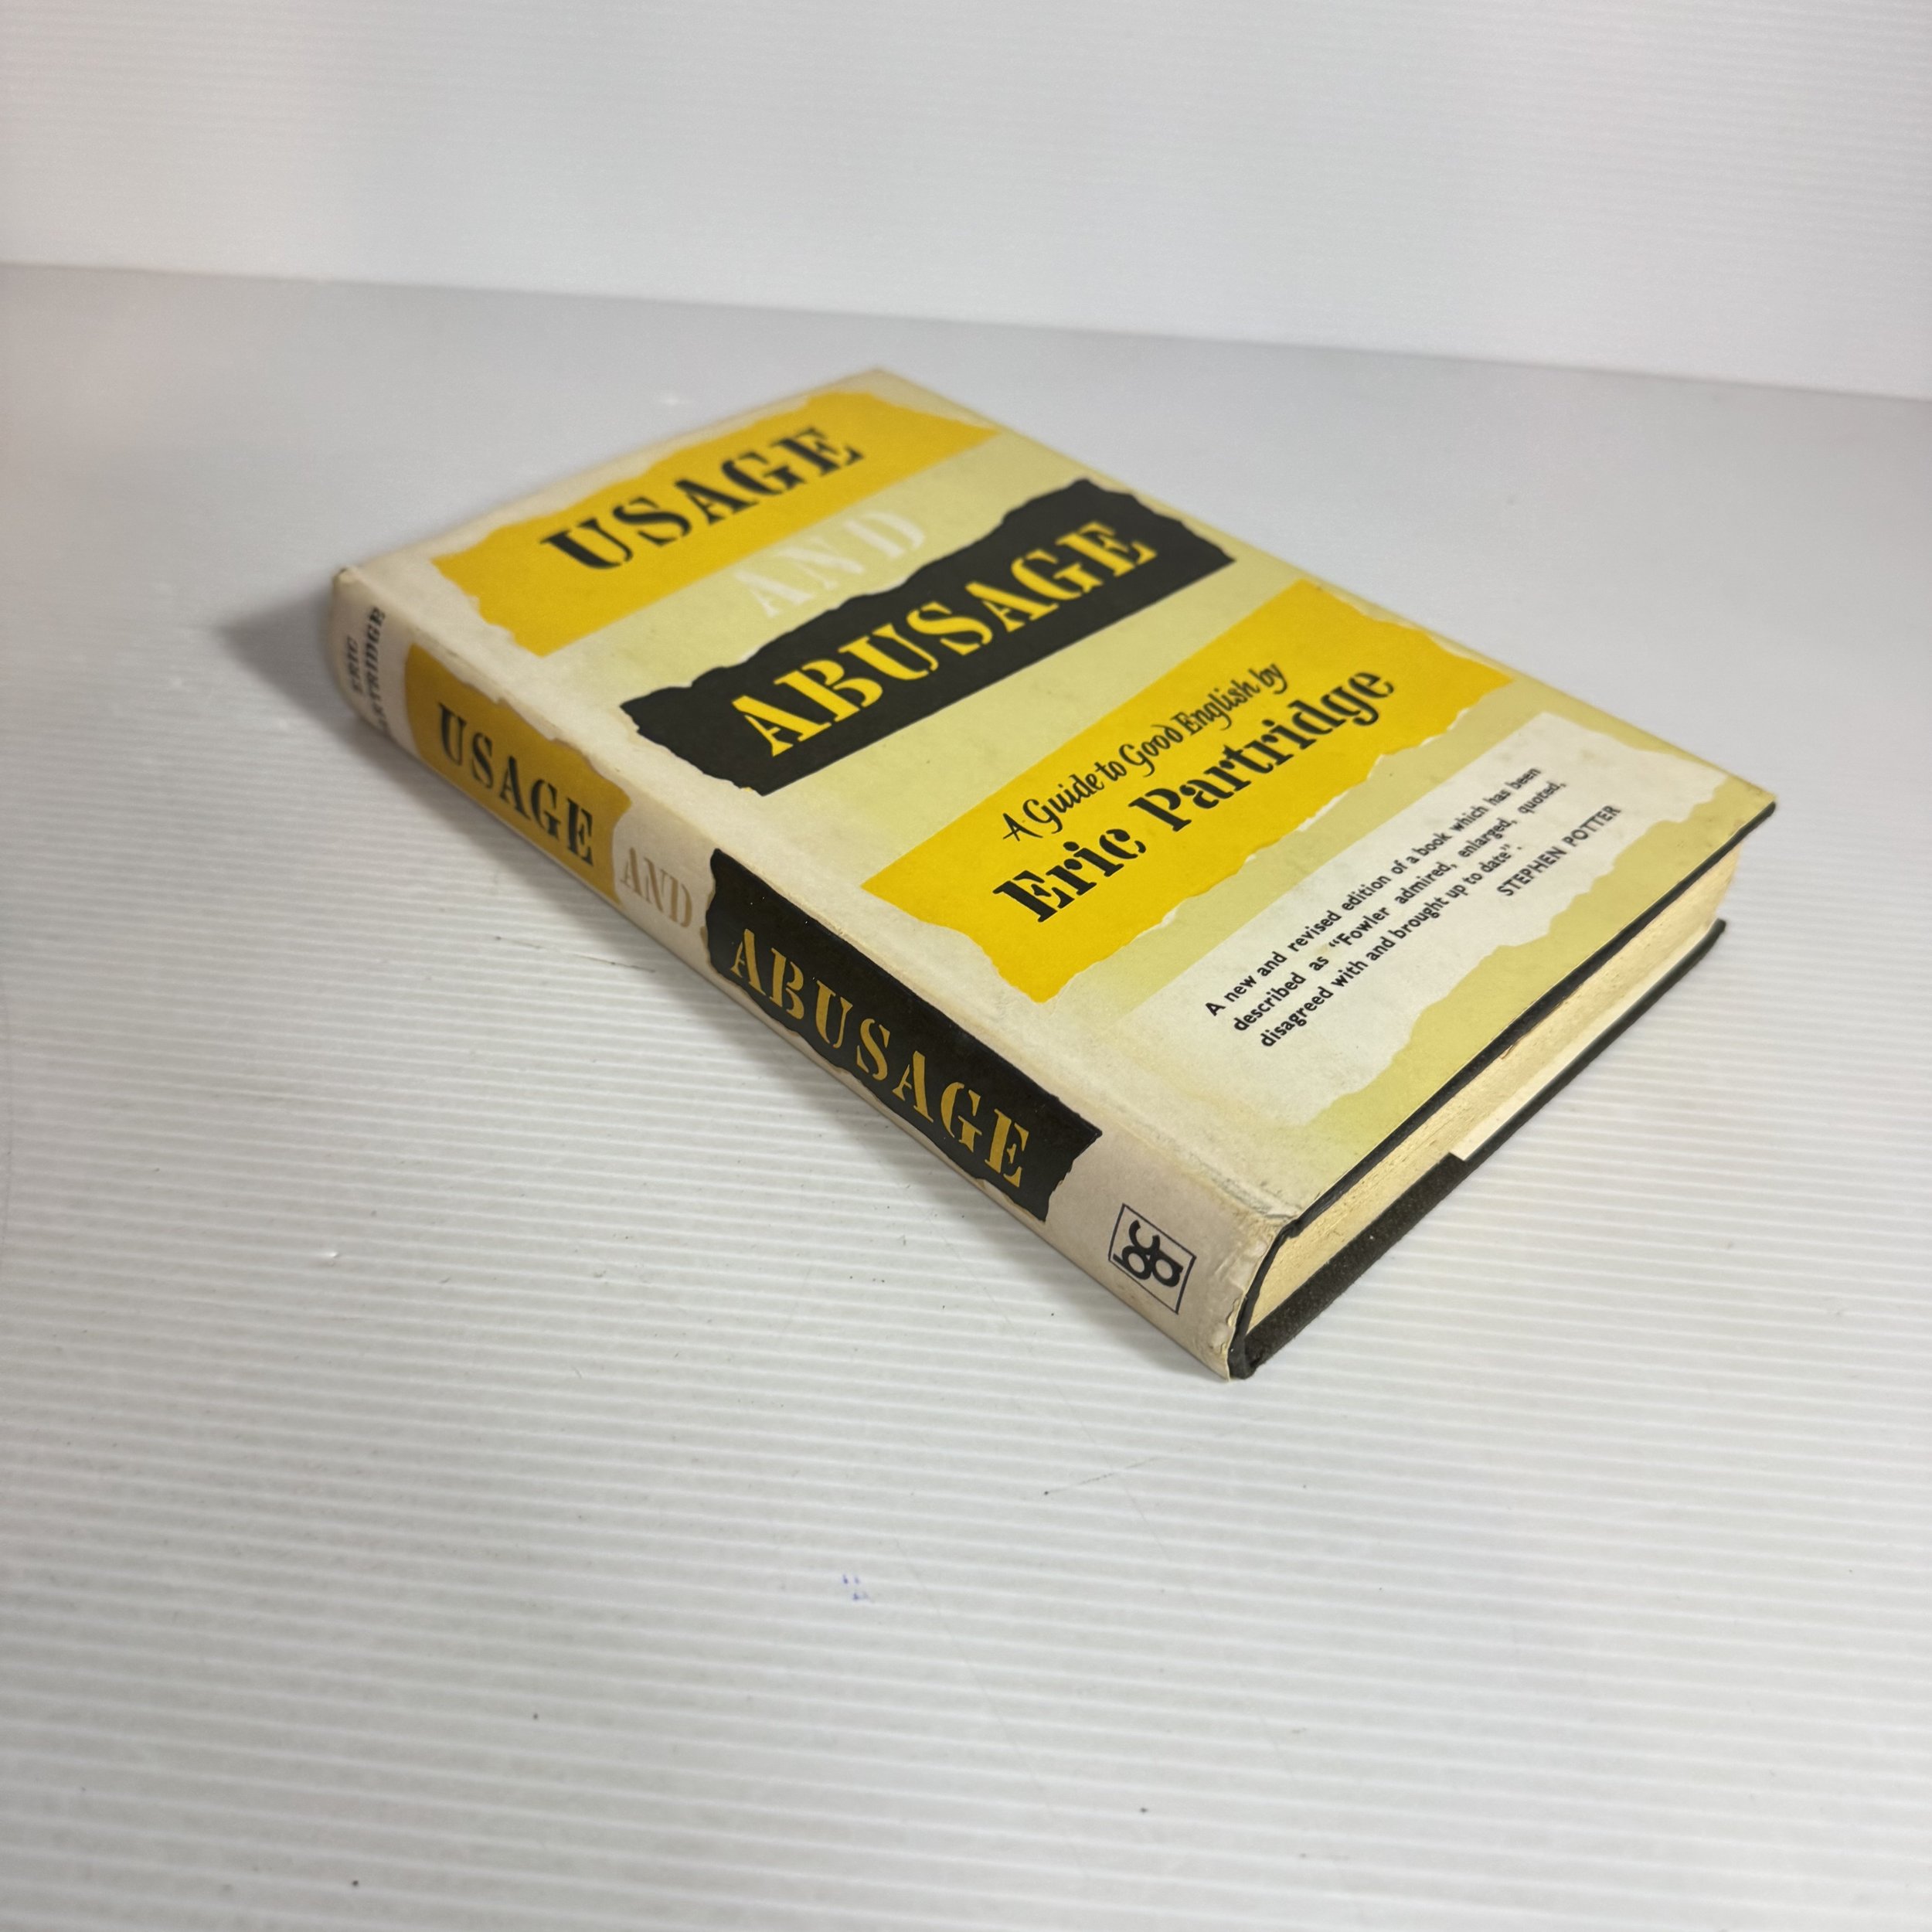 USAGE
AND
ABUSAGE
A Guide to Good English by
Eric Partridge
A new and revised edition of a book which has been
described as "Fowler admired, enlarged, quoted,
disagreed with and brought up to date".
STEPHEN POTTER
ERIC
PARTRIDGE
USAGE
AND
ABUSAGE
bca